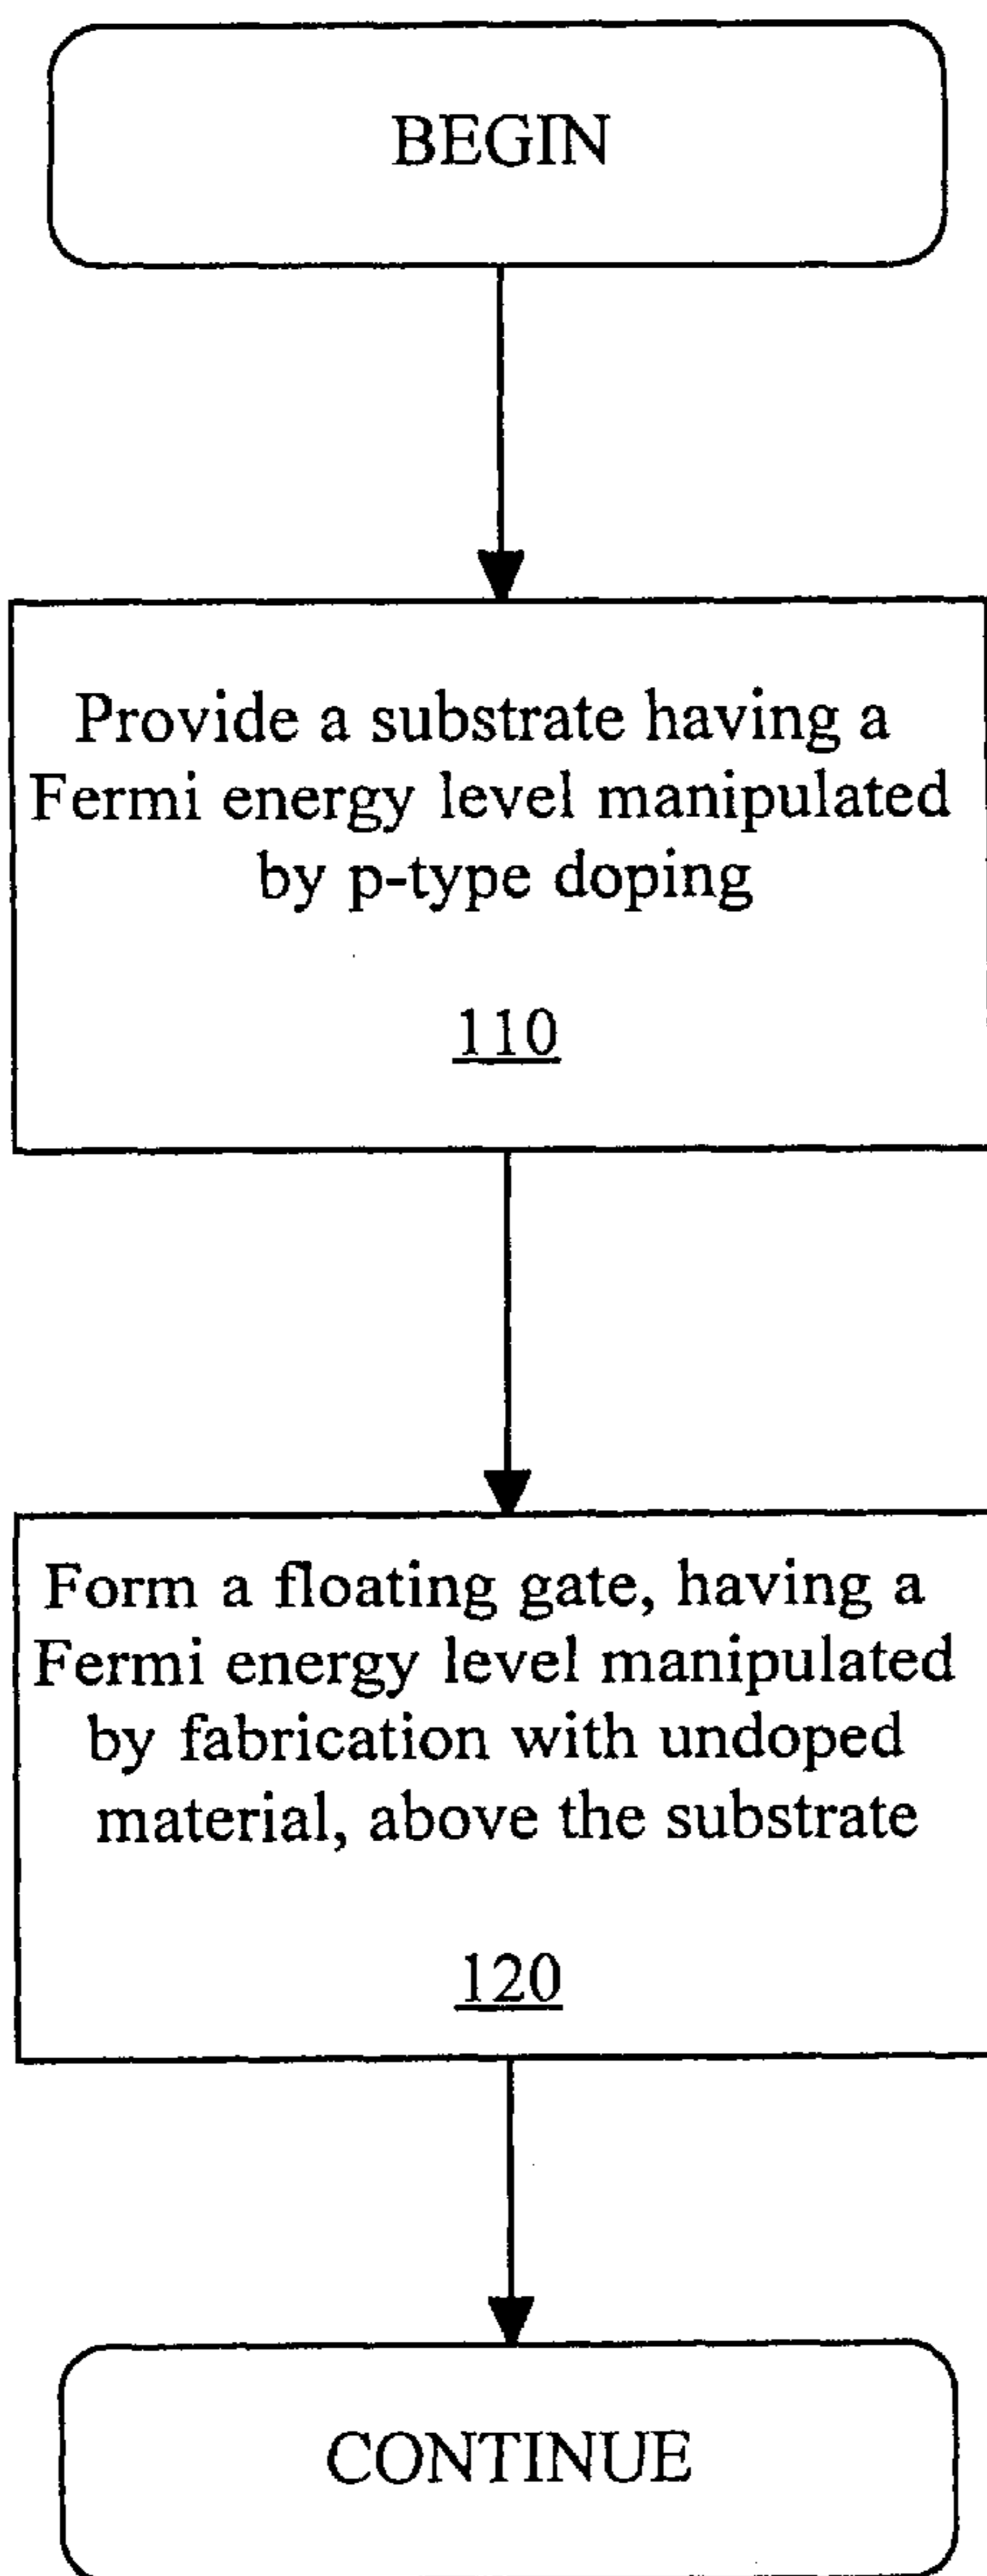 BEGIN
Provide a substrate having a
Fermi energy level manipulated
by p-type doping
110
Form a floating gate, having a
Fermi energy level manipulated
by fabrication with undoped
material, above the substrate
120
CONTINUE